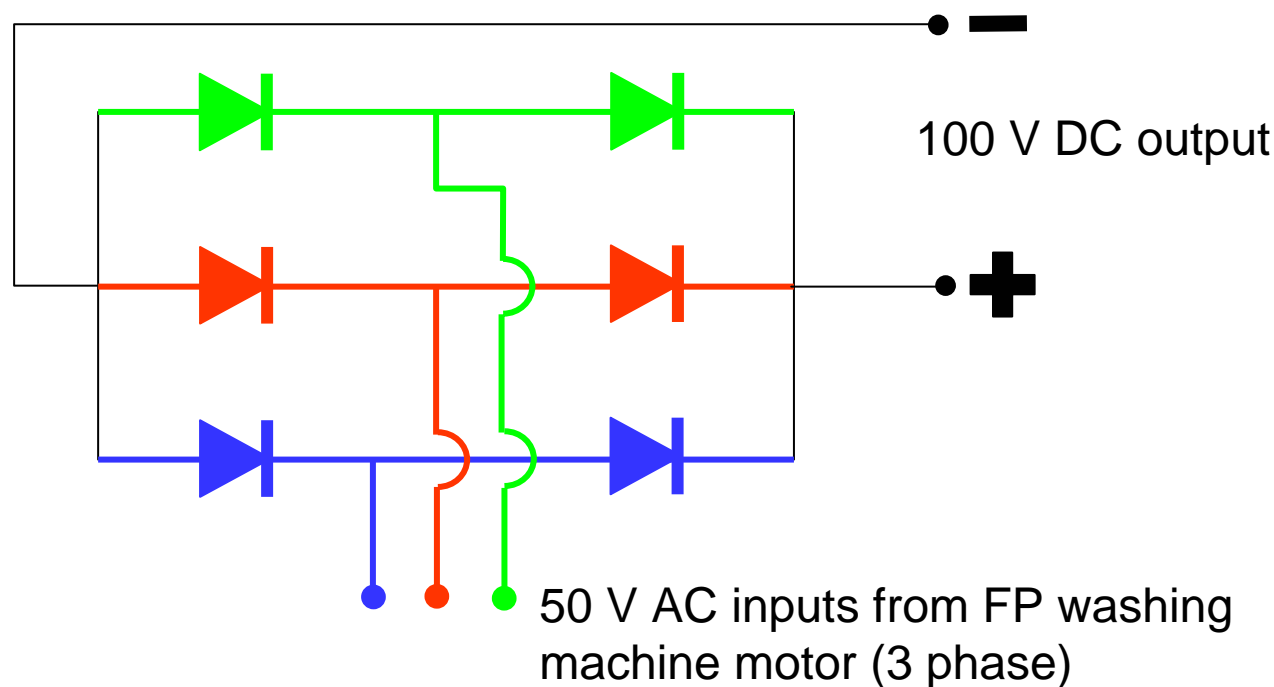 100 V DC output
50 V AC inputs from FP washing
machine motor (3 phase)